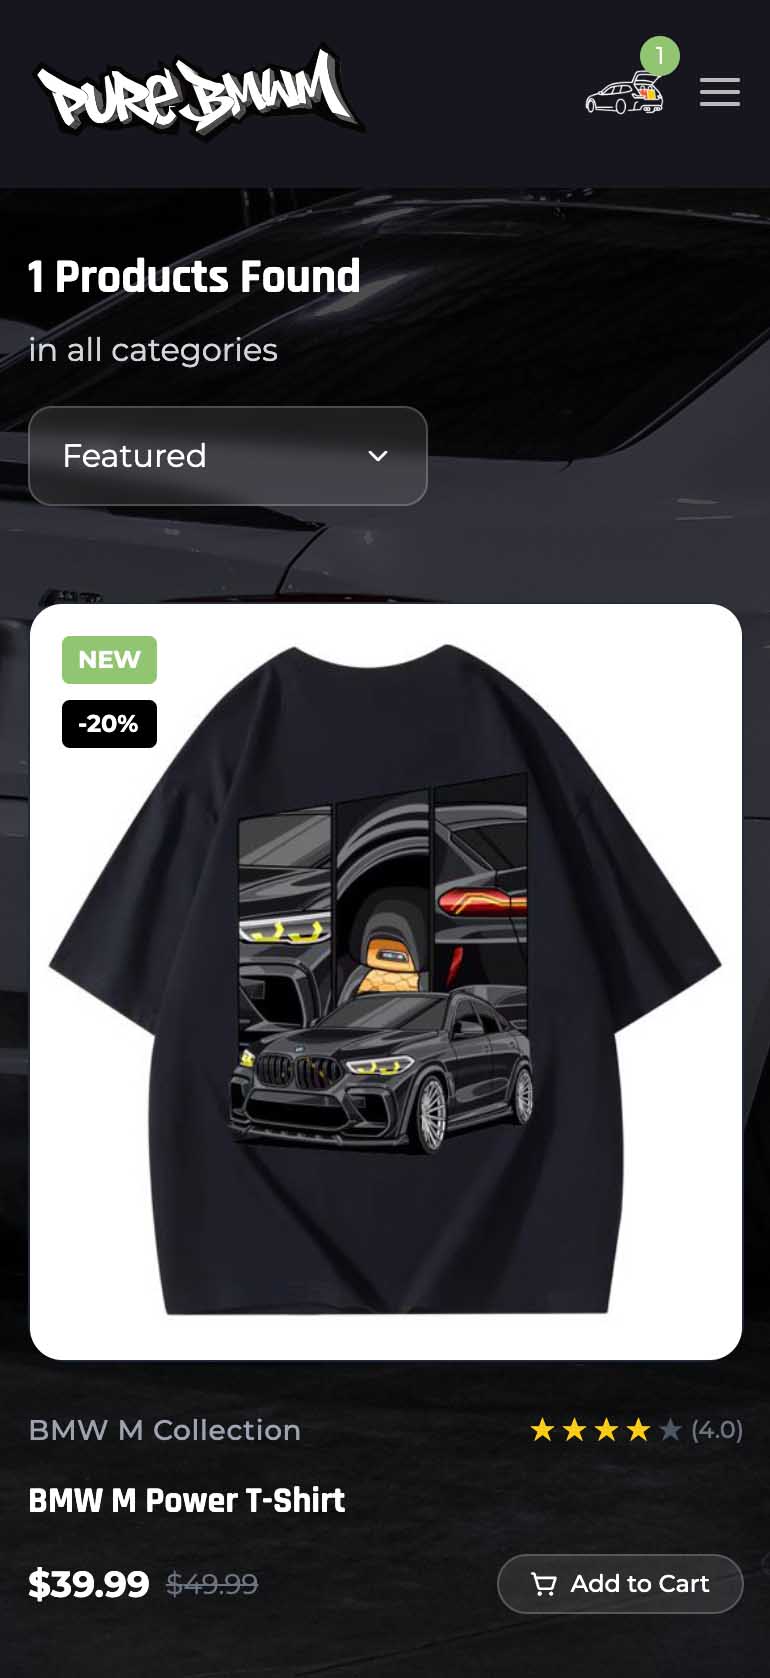 PURE BMWM
1
1 Products Found
in all categories
Featured
NEW
-20%
BMW M Collection
(4.0)
BMW M Power T-Shirt
$39.99 $49.99
Add to Cart